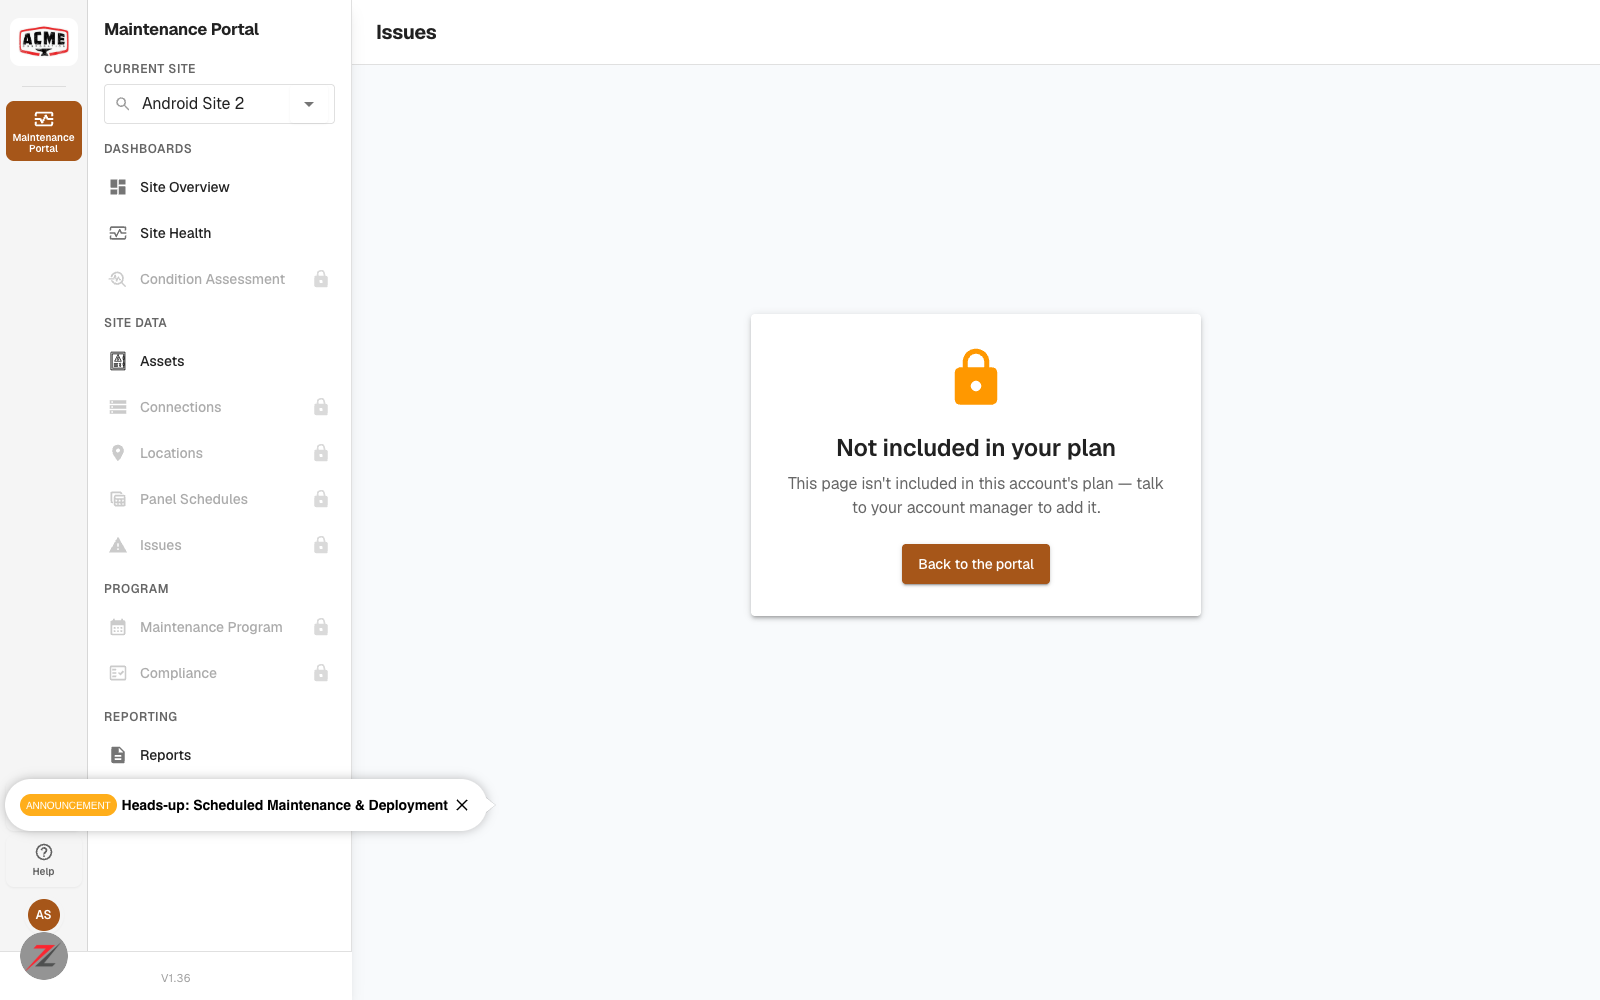 ACME
Maintenance Portal
Maintenance Portal
CURRENT SITE
Android Site 2
DASHBOARDS
Site Overview
Site Health
Condition Assessment
SITE DATA
Assets
Connections
Locations
Panel Schedules
Issues
PROGRAM
Maintenance Program
Compliance
REPORTING
Reports
ANNOUNCEMENT Heads-up: Scheduled Maintenance & Deployment
Help
AS
V1.36
Issues
Not included in your plan
This page isn't included in this account's plan — talk
to your account manager to add it.
Back to the portal